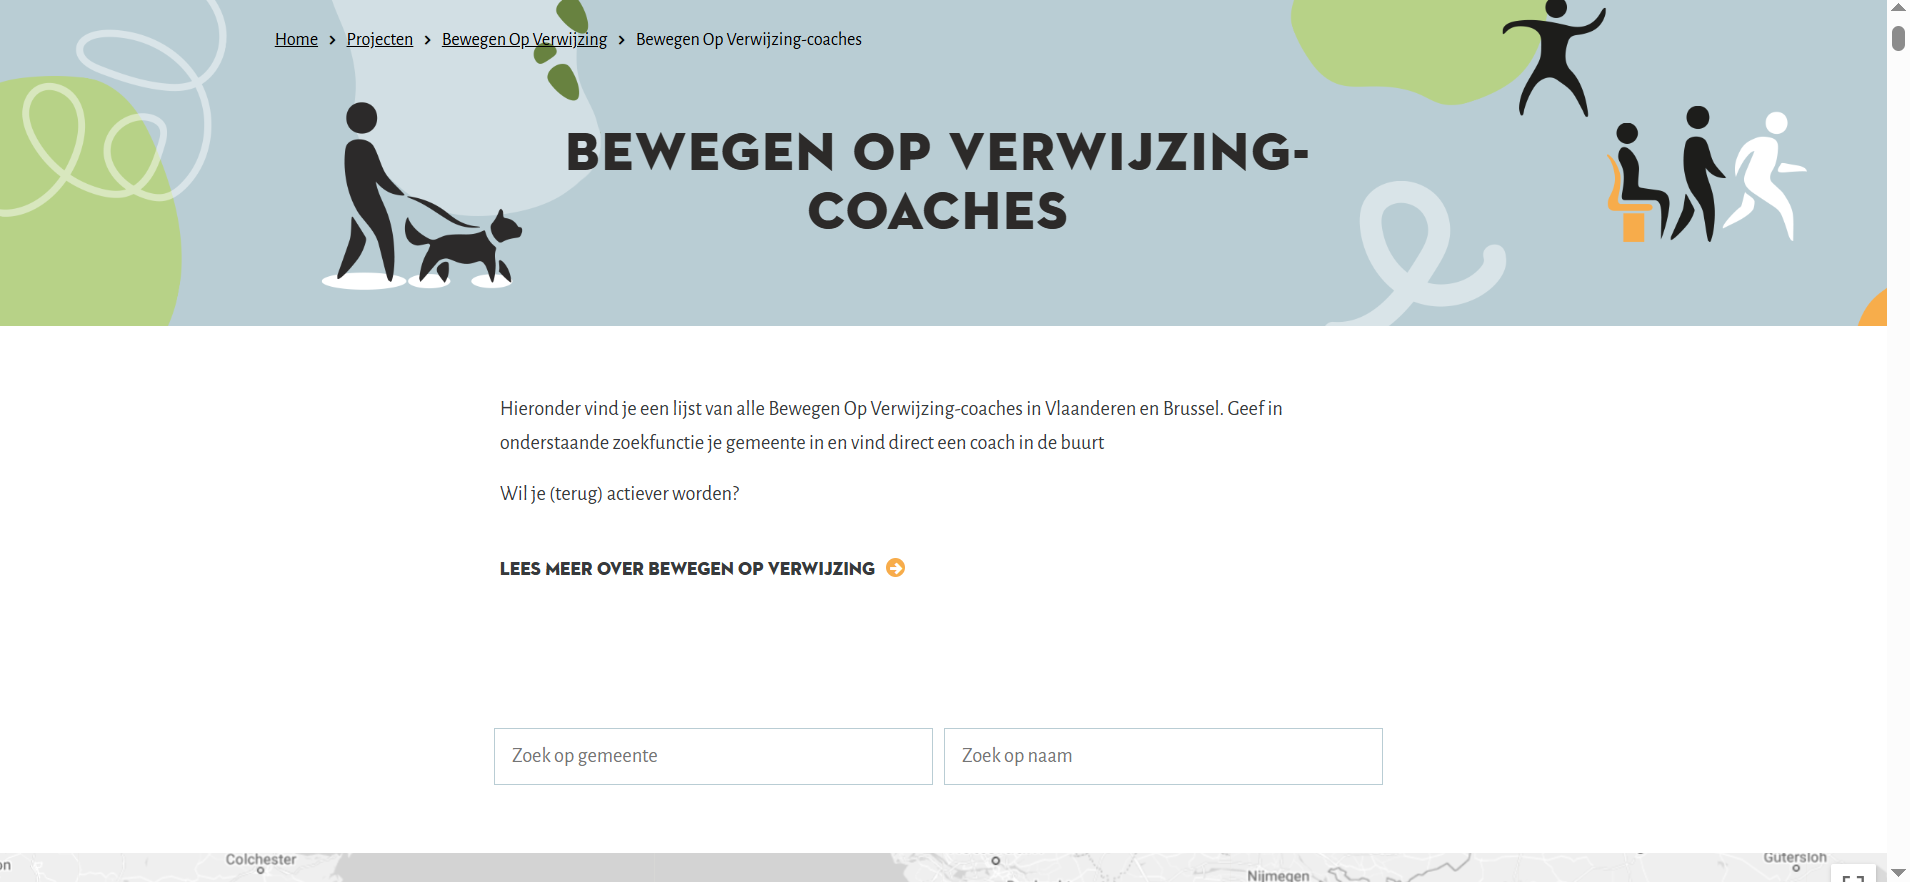 Home > Projecten > Bewegen Op Verwijzing > Bewegen Op Verwijzing-coaches
BEWEGEN OP VERWIJZING-
COACHES
Hieronder vind je een lijst van alle Bewegen Op Verwijzing-coaches in Vlaanderen en Brussel. Geef in
onderstaande zoekfunctie je gemeente in en vind direct een coach in de buurt
Wil je (terug) actiever worden?
LEES MEER OVER BEWEGEN OP VERWIJZING
Zoek op gemeente
Zoek op naam
Colchester
Gütersloh
Nijmegen